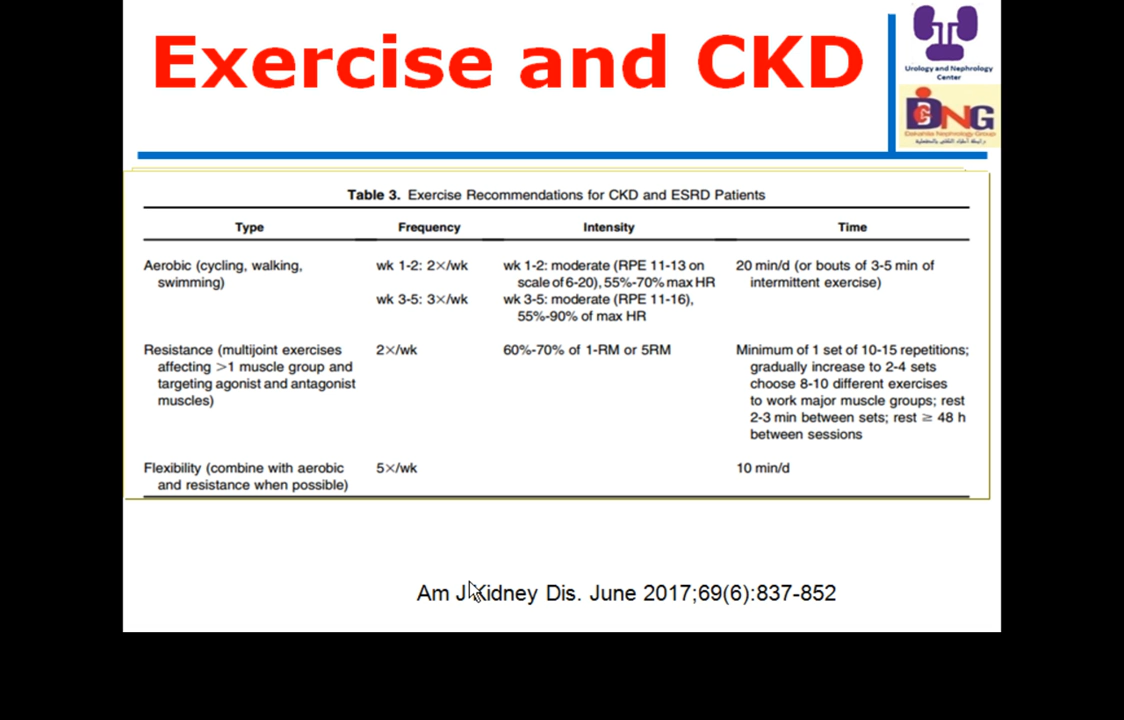 Exercise and CKD
Urology and Nephrology
Center
DCNG
Dakahlia Nephrology Group
Table 3. Exercise Recommendations for CKD and ESRD Patients
Type Frequency Intensity Time
Aerobic (cycling, walking, wk 1-2: 2×/wk wk 1-2: moderate (RPE 11-13 on 20 min/d (or bouts of 3-5 min of
swimming) scale of 6-20), 55%-70% max HR intermittent exercise)
wk 3-5: 3×/wk wk 3-5: moderate (RPE 11-16),
55%-90% of max HR
Resistance (multijoint exercises 2×/wk 60%-70% of 1-RM or 5RM Minimum of 1 set of 10-15 repetitions;
affecting >1 muscle group and gradually increase to 2-4 sets
targeting agonist and antagonist choose 8-10 different exercises
muscles) to work major muscle groups; rest
2-3 min between sets; rest ≥ 48 h
between sessions
Flexibility (combine with aerobic 5×/wk 10 min/d
and resistance when possible)
Am J Kidney Dis. June 2017;69(6):837-852